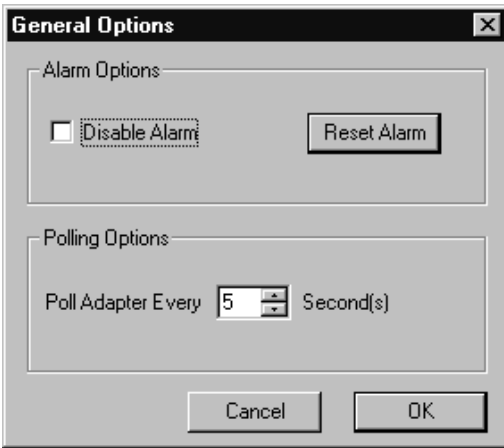 General Options
Alarm Options
Disable Alarm Reset Alarm
Polling Options
Poll Adapter Every 5 Second(s)
Cancel OK